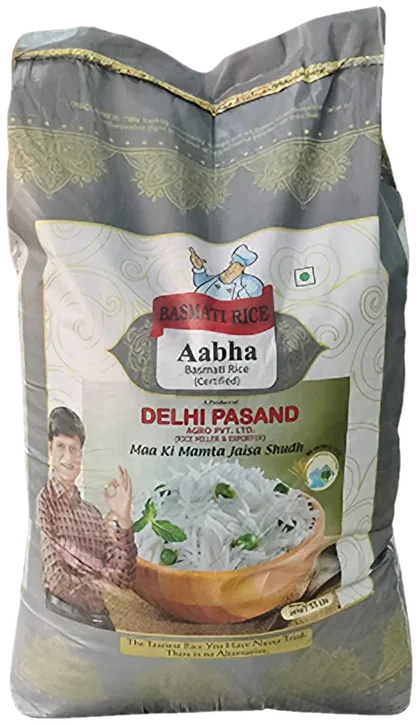 BASMATI RICE
Aabha
Basmati Rice
(Certified)
A Product of
DELHI PASAND
AGRO PVT. LTD.
(RICE MILLER & EXPORTER)
Maa Ki Mamta Jaisa Shudh
The Tastiest Rice You Have Never Tried.
There is no Alternative.